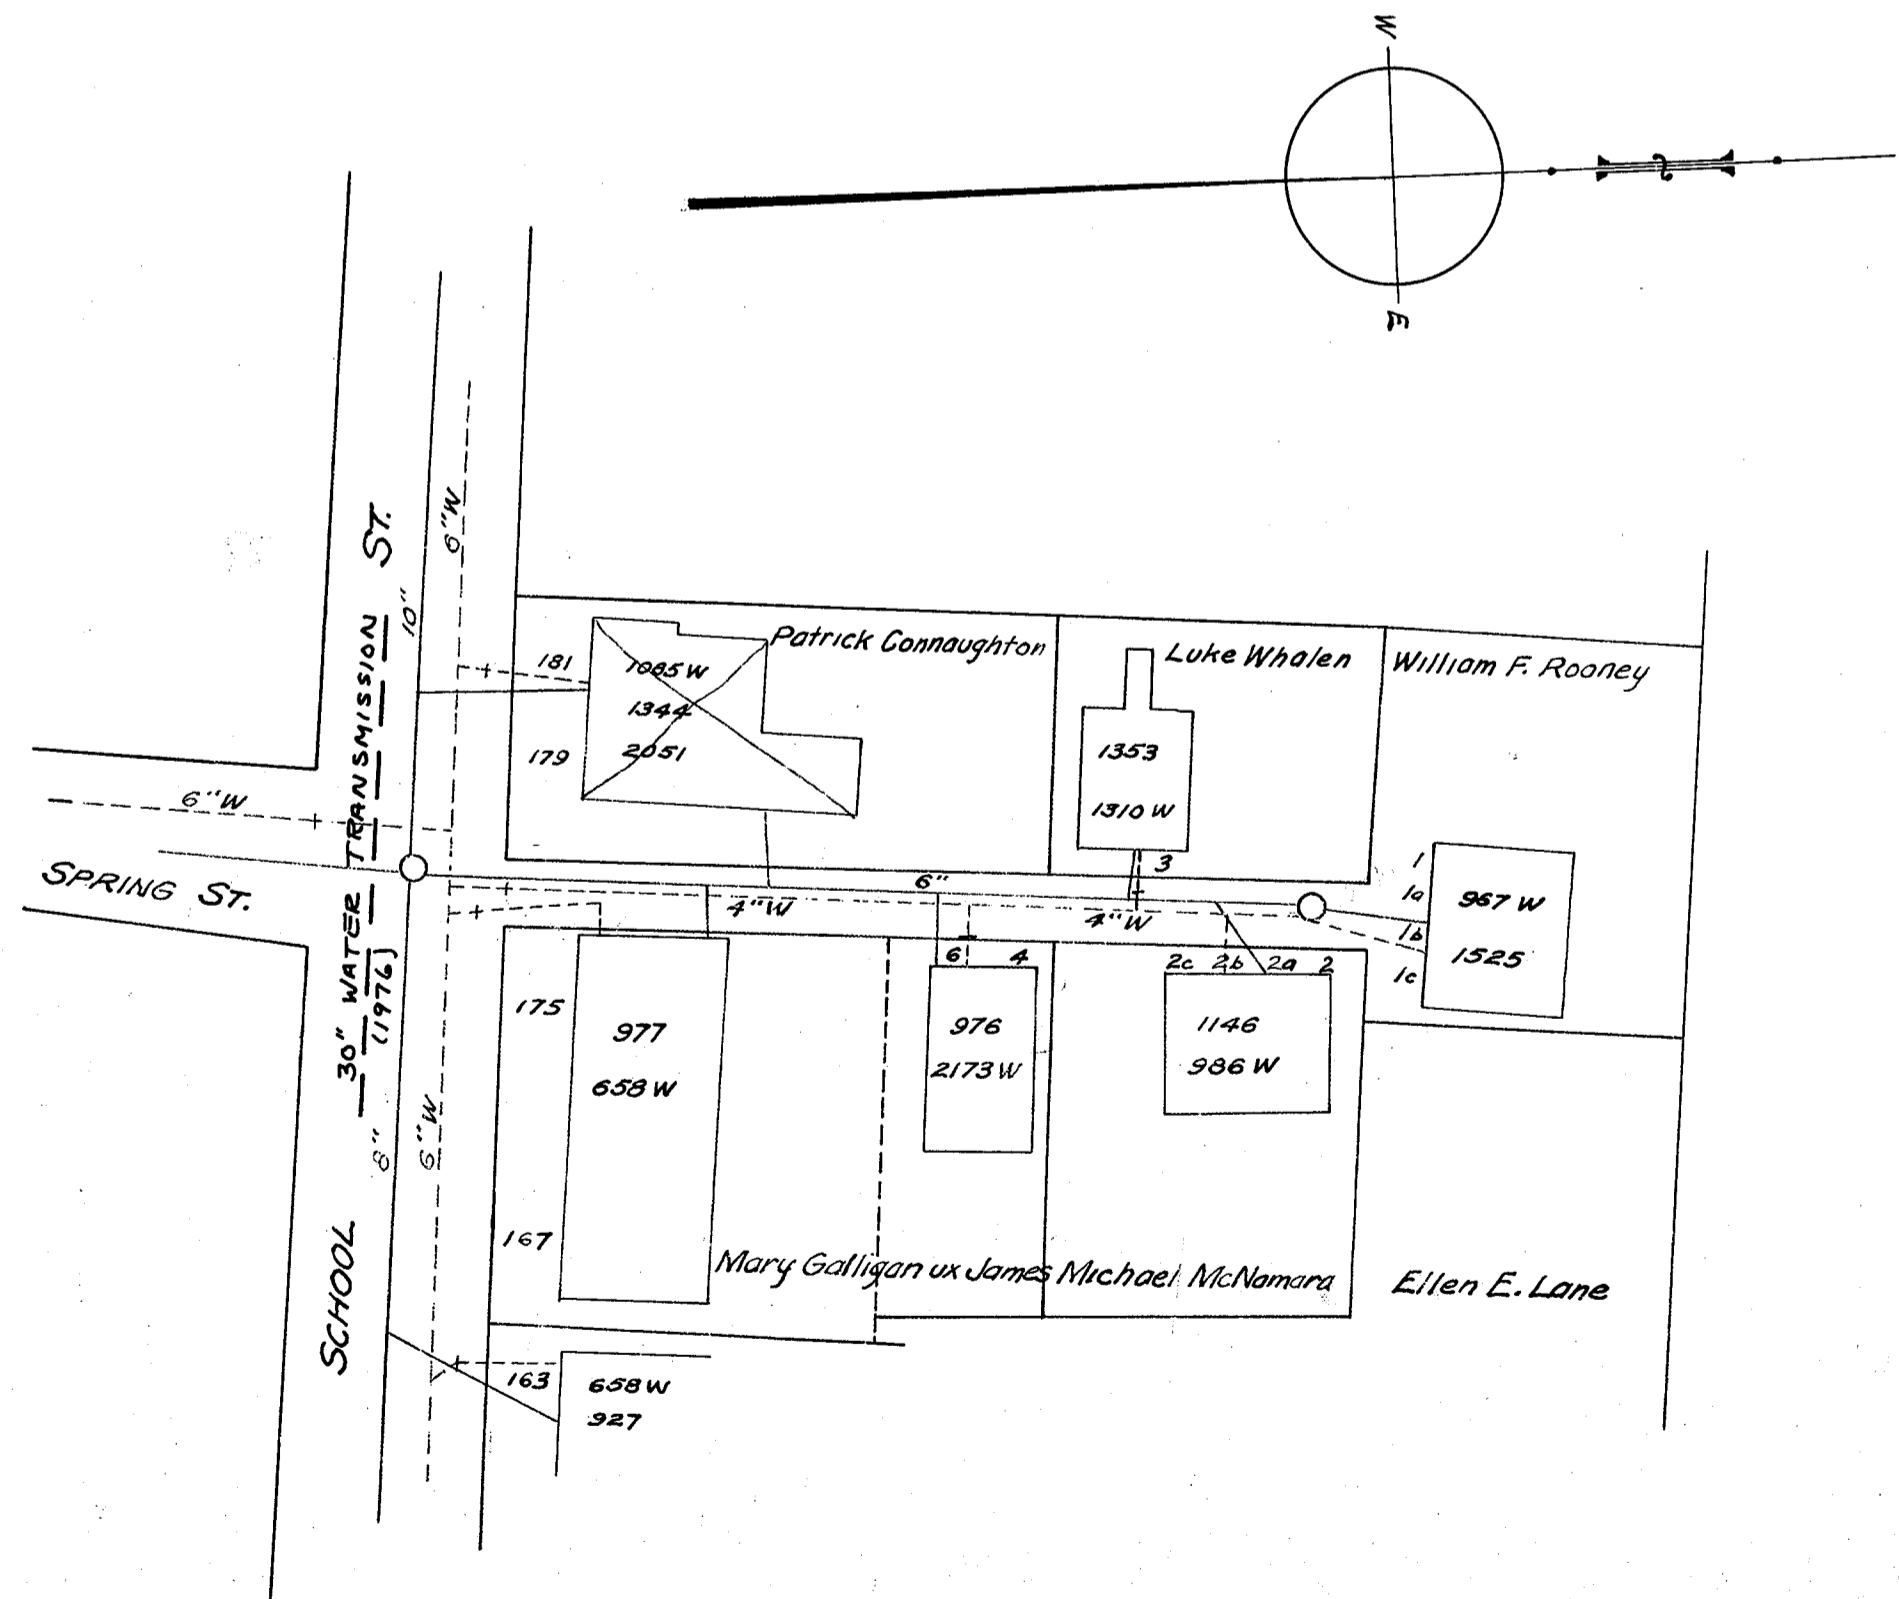 W
S
E
ST.
10"
6"W
30" WATER TRANSMISSION
(1976)
Patrick Connaughton
Luke Whalen
William F. Rooney
181
1085 W
1344
2051
179
1353
1310 W
3
6"W
SPRING ST.
6"
4"W
4"W
1
1a
1b
1c
967 W
1525
6
4
2c
2b
2a
2
175
977
658 W
976
2173 W
1146
986 W
8"
6"W
167
SCHOOL
Mary Galligan ux James
Michael McNamara
Ellen E. Lane
163
658 W
927